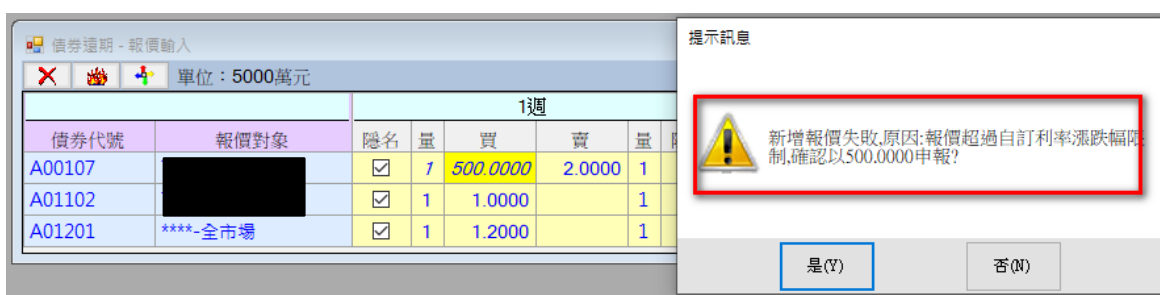 債券遠期 - 報價輸入
單位：5000萬元
1週
債券代號 報價對象 隱名 量 買 賣 量
A00107 1 500.0000 2.0000 1
A01102 1 1.0000 1
A01201 ****-全市場 1 1.2000 1
提示訊息
新增報價失敗,原因:報價超過自訂利率漲跌幅限
制,確認以500.0000申報?
是(Y) 否(N)